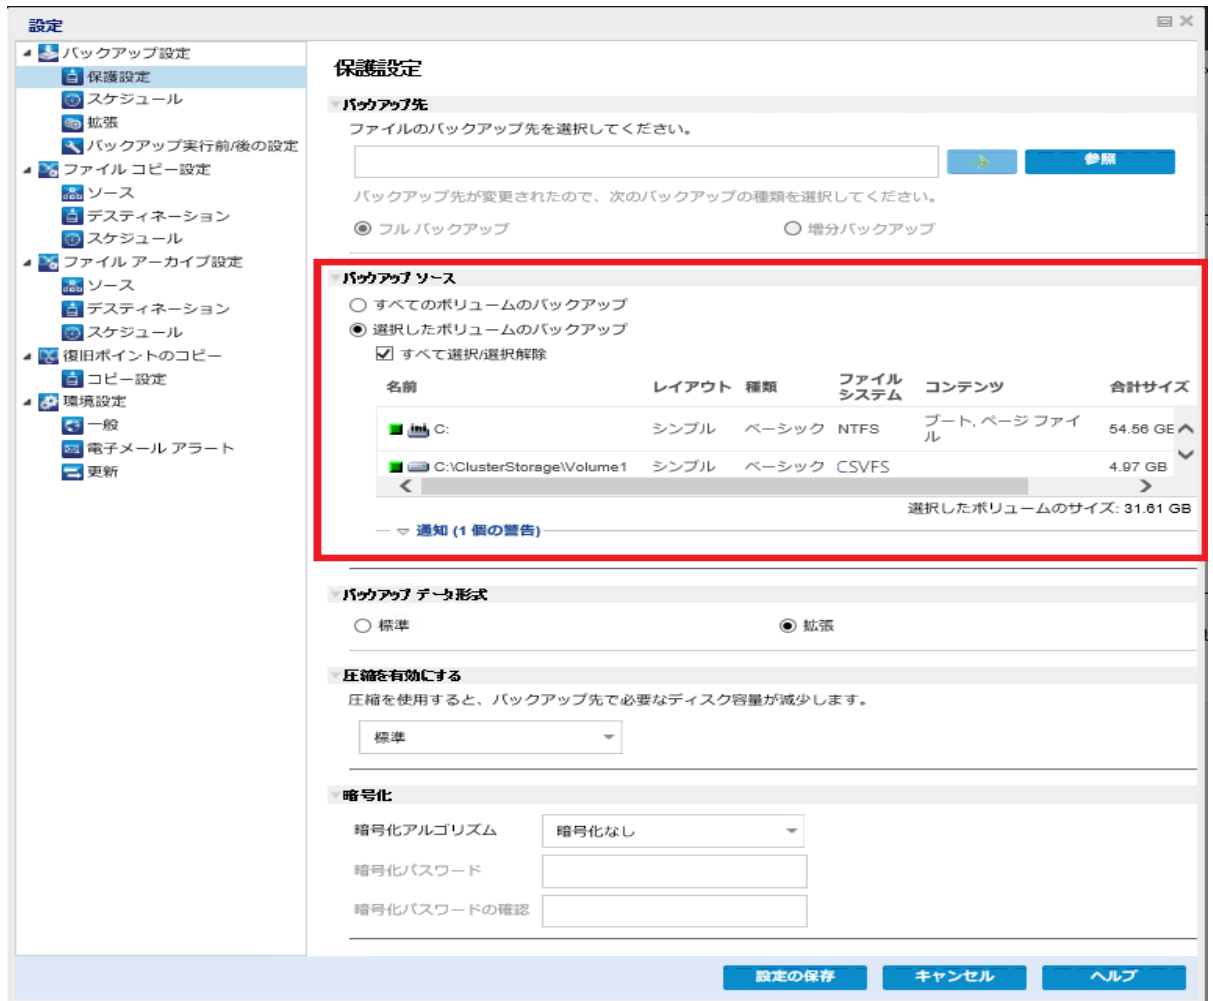 設定
バックアップ設定
保護設定
スケジュール
拡張
バックアップ実行前/後の設定
ファイル コピー設定
ソース
デスティネーション
スケジュール
ファイル アーカイブ設定
ソース
デスティネーション
スケジュール
復旧ポイントのコピー
コピー設定
環境設定
一般
電子メール アラート
更新
保護設定
バックアップ先
ファイルのバックアップ先を選択してください。
参照
バックアップ先が変更されたので、次のバックアップの種類を選択してください。
フル バックアップ 増分バックアップ
バックアップ ソース
すべてのボリュームのバックアップ
選択したボリュームのバックアップ
すべて選択/選択解除
名前 レイアウト 種類 ファイル システム コンテンツ 合計サイズ
C: シンプル ベーシック NTFS ブート, ページ ファイル 54.56 GE
C:\ClusterStorage\Volume1 シンプル ベーシック CSVFS 4.97 GB
選択したボリュームのサイズ: 31.61 GB
通知 (1 個の警告)
バックアップ データ形式
標準 拡張
圧縮を有効にする
圧縮を使用すると、バックアップ先で必要なディスク容量が減少します。
標準
暗号化
暗号化アルゴリズム 暗号化なし
暗号化パスワード
暗号化パスワードの確認
設定の保存 キャンセル ヘルプ